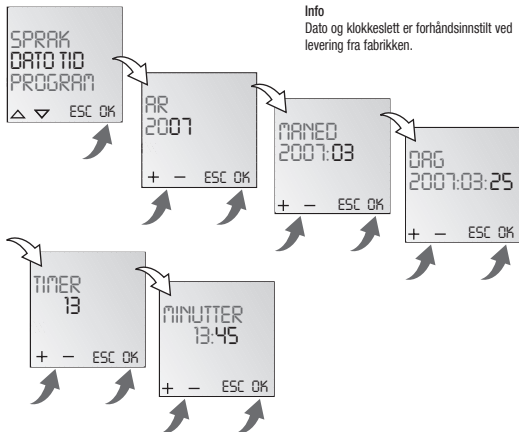 Info
Dato og klokkeslett er forhåndsinnstilt ved
levering fra fabrikken.
SPRAK
DATO TID
PROGRAM
ESC OK
AR
2007
+ − ESC OK
MANED
2007:03
+ − ESC OK
DAG
2007:03:25
+ − ESC OK
TIMER
13
+ − ESC OK
MINUTTER
13:45
+ − ESC OK